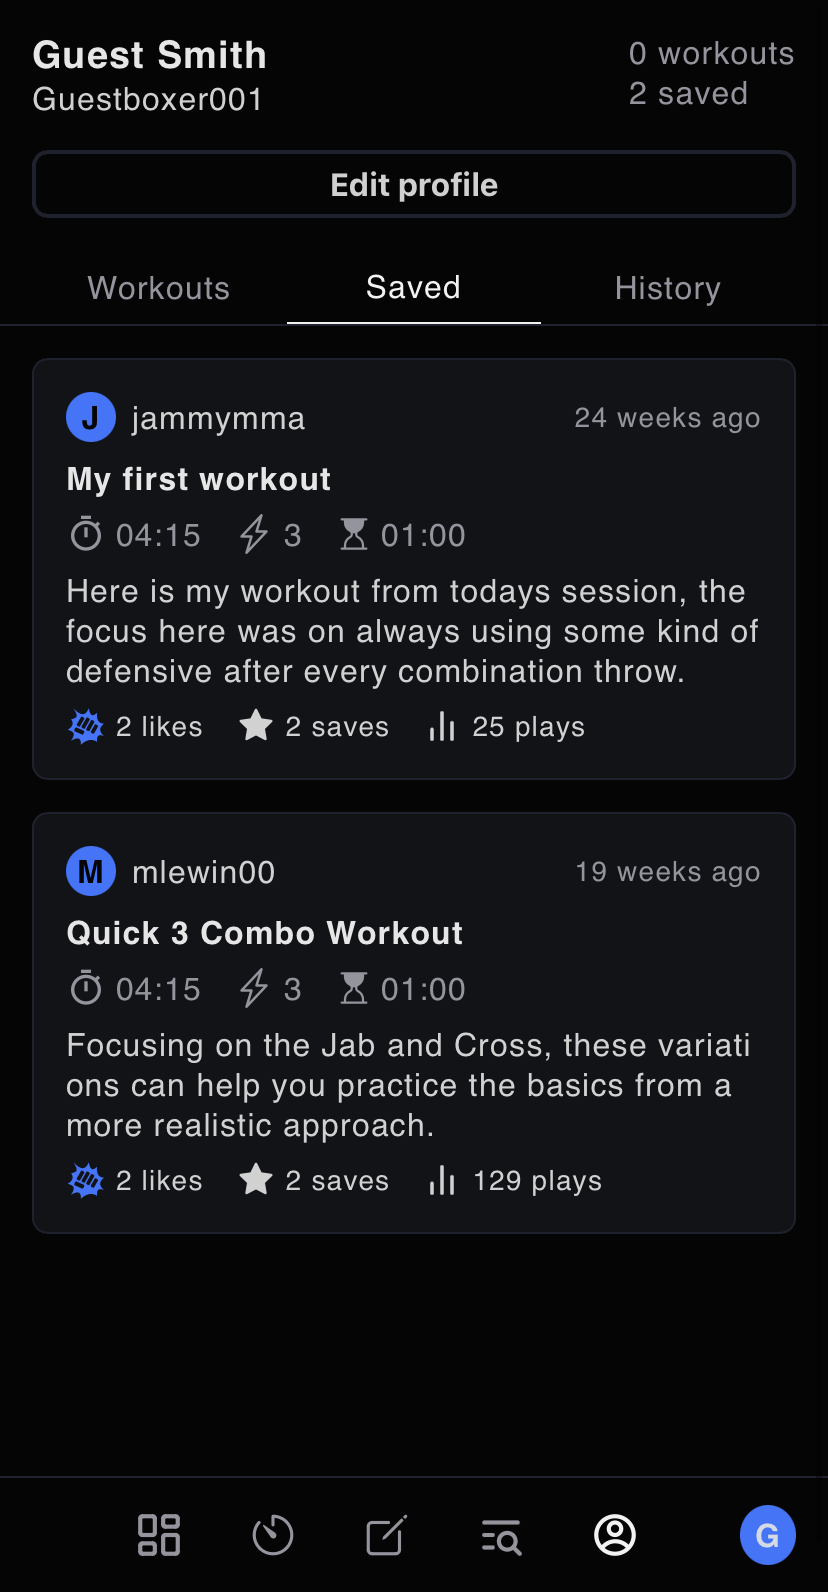 Guest Smith
0 workouts
Guestboxer001
2 saved
Edit profile
Workouts Saved History
J jammymma 24 weeks ago
My first workout
04:15 3 01:00
Here is my workout from todays session, the
focus here was on always using some kind of
defensive after every combination throw.
2 likes 2 saves 25 plays
M mlewin00 19 weeks ago
Quick 3 Combo Workout
04:15 3 01:00
Focusing on the Jab and Cross, these variati
ons can help you practice the basics from a
more realistic approach.
2 likes 2 saves 129 plays
G